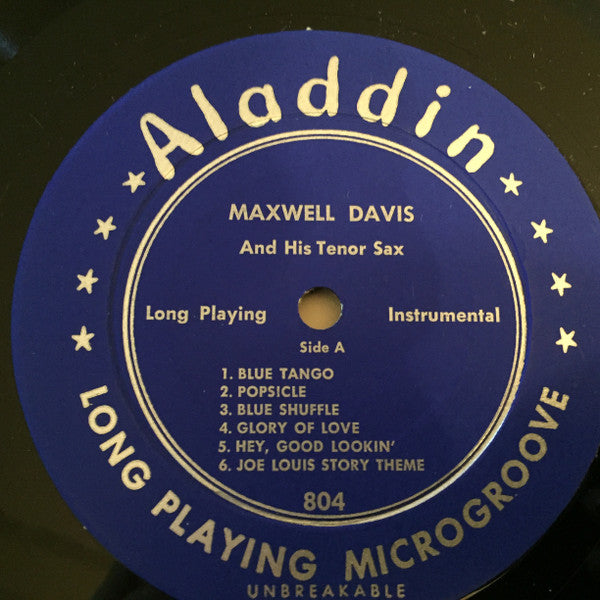 Aladdin
MAXWELL DAVIS
And His Tenor Sax
Long Playing Instrumental
Side A
1. BLUE TANGO
2. POPSICLE
3. BLUE SHUFFLE
4. GLORY OF LOVE
5. HEY, GOOD LOOKIN'
6. JOE LOUIS STORY THEME
804
LONG PLAYING MICROGROOVE
UNBREAKABLE